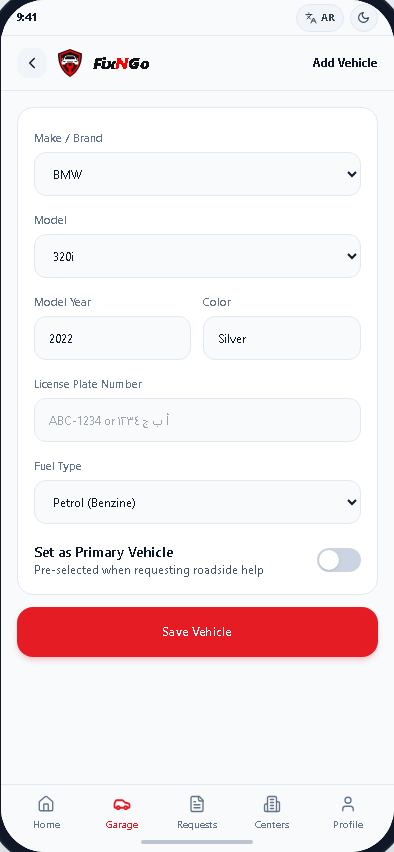 9:41
AR
FixNGo
Add Vehicle
Make / Brand
BMW
Model
320i
Model Year
Color
2022
Silver
License Plate Number
ABC-1234 or أ ب ج ١٢٣٤
Fuel Type
Petrol (Benzine)
Set as Primary Vehicle
Pre-selected when requesting roadside help
Save Vehicle
Home
Garage
Requests
Centers
Profile